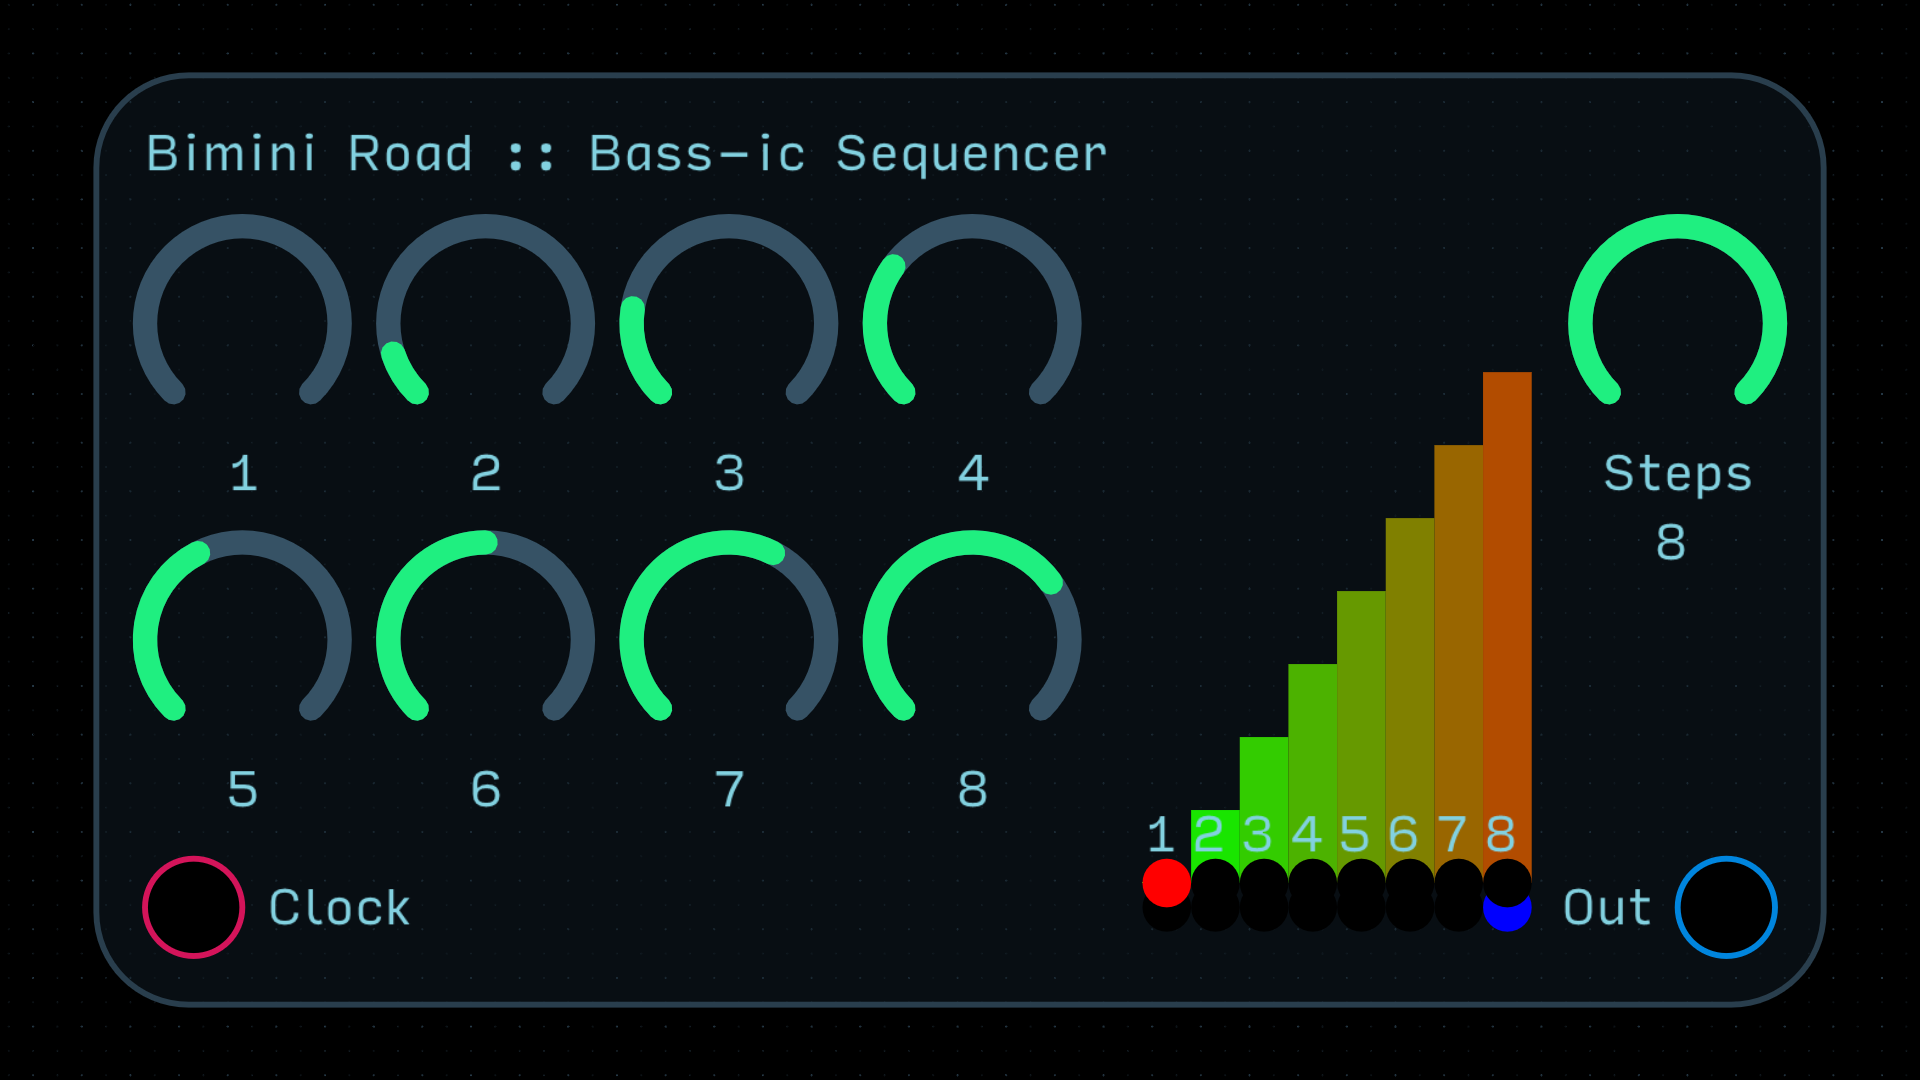 Bimini Road :: Bass-ic Sequencer
1 2 3 4
Steps
8
5 6 7 8
1 2 3 4 5 6 7 8
Clock
Out